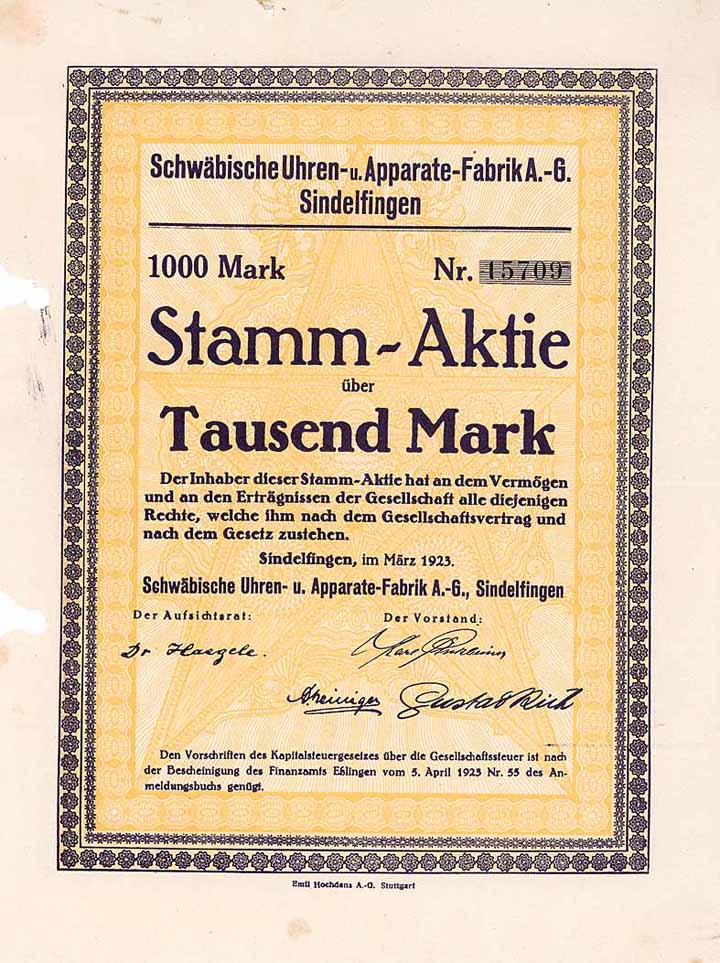 Schwäbische Uhren- u. Apparate-Fabrik A.-G.
Sindelfingen
1000 Mark Nr. 15709
Stamm-Aktie
über
Tausend Mark
Der Inhaber dieser Stamm-Aktie hat an dem Vermögen
und an den Erträgnissen der Gesellschaft alle diejenigen
Rechte, welche ihm nach dem Gesellschaftsvertrag und
nach dem Gesetz zustehen.
Sindelfingen, im März 1923.
Schwäbische Uhren- u. Apparate-Fabrik A.-G., Sindelfingen
Der Aufsichtsrat: Der Vorstand:
Dr Haegele.
Gustav
Den Vorschriften des Kapitalsteuergesetzes über die Gesellschaftssteuer ist nach
der Bescheinigung des Finanzamts Eßlingen vom 5. April 1923 Nr. 55 des An-
meldungsbuchs genügt.
Emil Hochdanz A.-G. Stuttgart